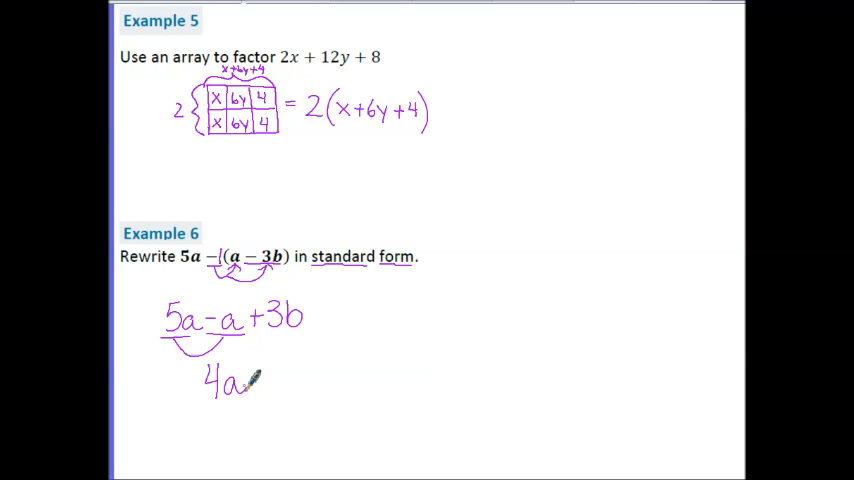 Example 5
Use an array to factor 2x + 12y + 8
x+6y+4
2 x 6y 4 = 2(x+6y+4)
x 6y 4
Example 6
Rewrite 5a −1(a − 3b) in standard form.
5a-a+3b
4a